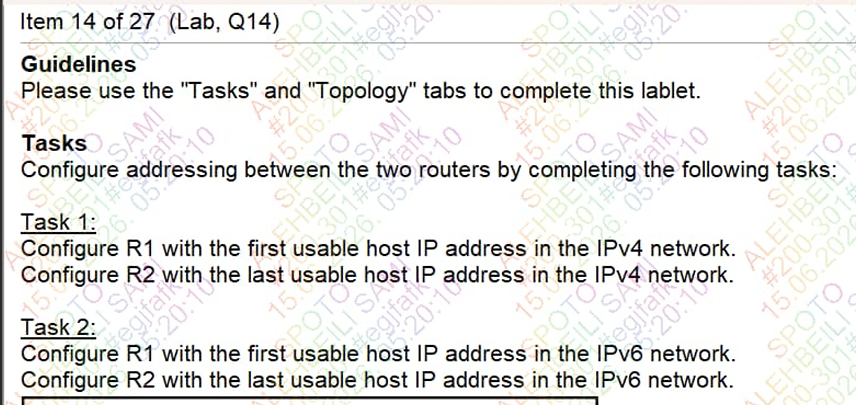 Item 14 of 27  (Lab, Q14)
Guidelines
Please use the "Tasks" and "Topology" tabs to complete this lablet.
Tasks
Configure addressing between the two routers by completing the following tasks:
Task 1:
Configure R1 with the first usable host IP address in the IPv4 network.
Configure R2 with the last usable host IP address in the IPv4 network.
Task 2:
Configure R1 with the first usable host IP address in the IPv6 network.
Configure R2 with the last usable host IP address in the IPv6 network.